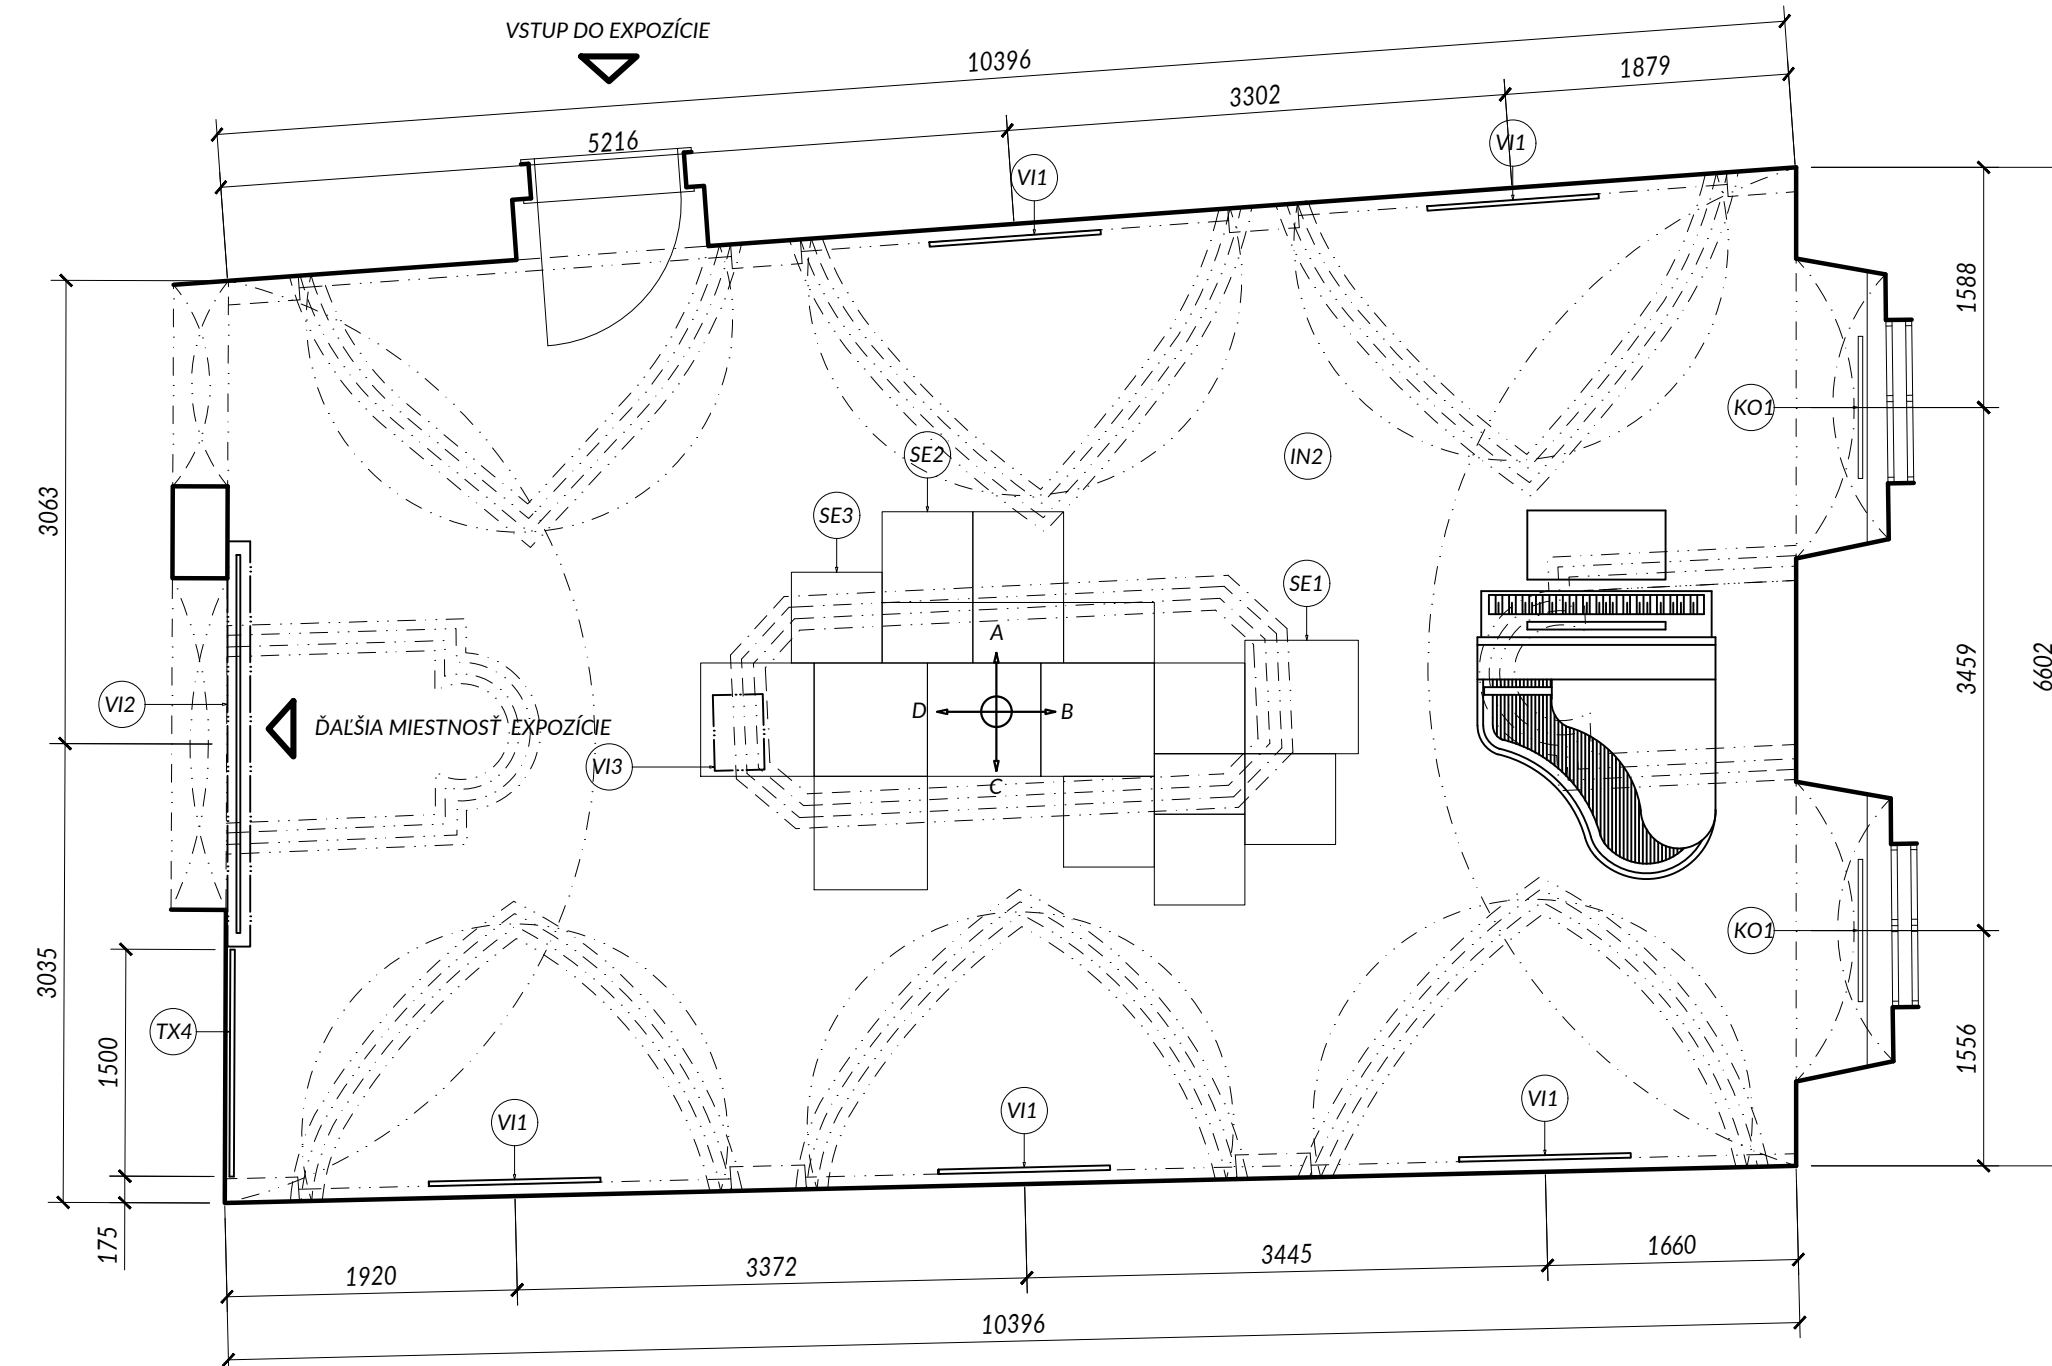 VSTUP DO EXPOZÍCIE
10396
1879
3302
5216
VI1
VI1
1588
KO1
SE2
IN2
3063
SE3
SE1
A
3459
6602
VI2
D
B
ĎAĽŠIA MIESTNOSŤ EXPOZÍCIE
VI3
C
KO1
3035
TX4
1500
1556
VI1
VI1
VI1
175
1920
3372
3445
1660
10396